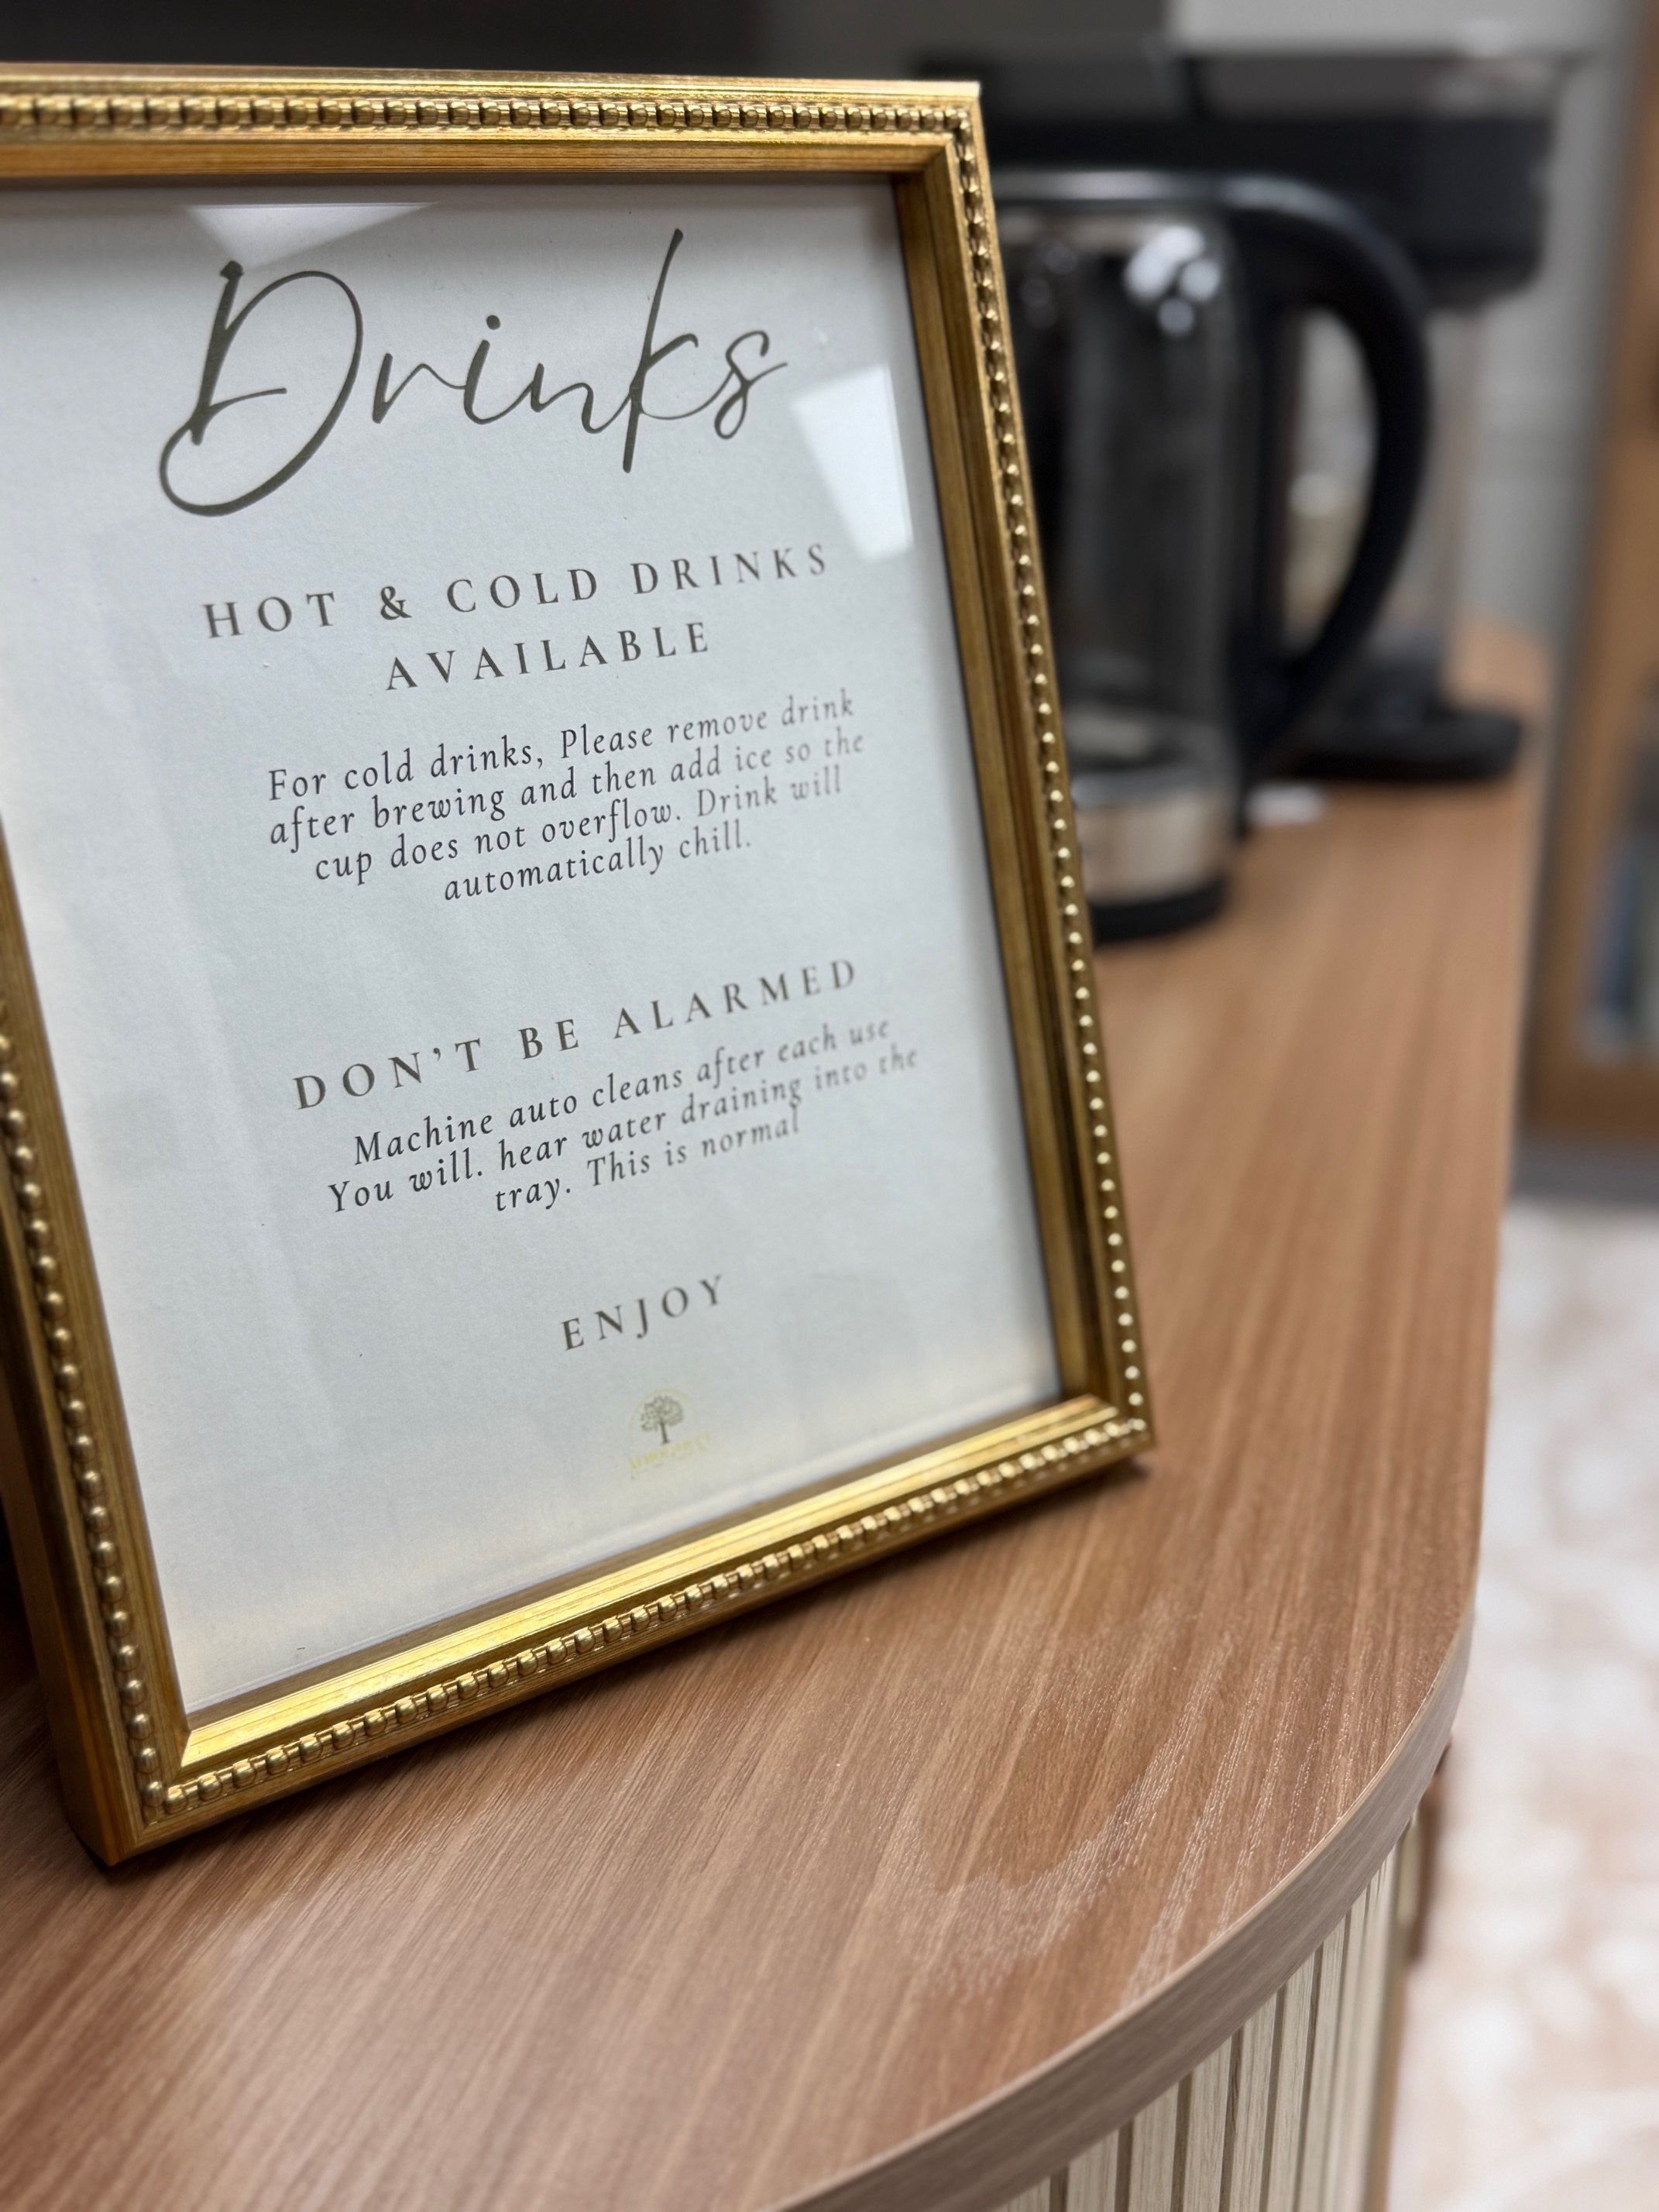 Drinks
HOT & COLD DRINKS
AVAILABLE
For cold drinks, Please remove drink
after brewing and then add ice so the
cup does not overflow. Drink will
automatically chill.
DON'T BE ALARMED
Machine auto cleans after each use
You will. hear water draining into the
tray. This is normal
ENJOY